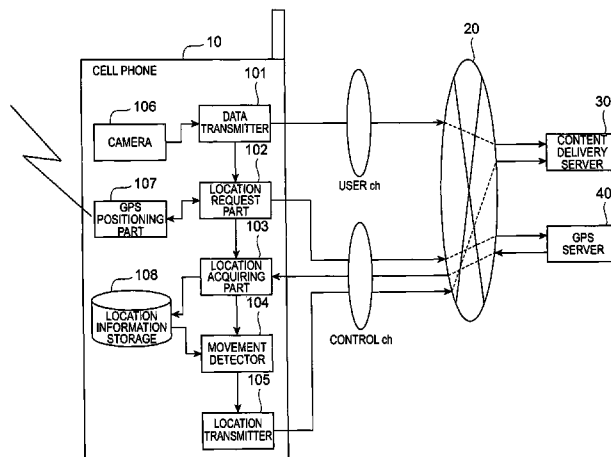 10
CELL PHONE
106
CAMERA
101
DATA
TRANSMITTER
102
LOCATION
REQUEST
PART
107
GPS
POSITIONING
PART
103
LOCATION
ACQUIRING
PART
108
LOCATION
INFORMATION
STORAGE
104
MOVEMENT
DETECTOR
105
LOCATION
TRANSMITTER
USER ch
CONTROL ch
20
30
CONTENT
DELIVERY
SERVER
40
GPS SERVER